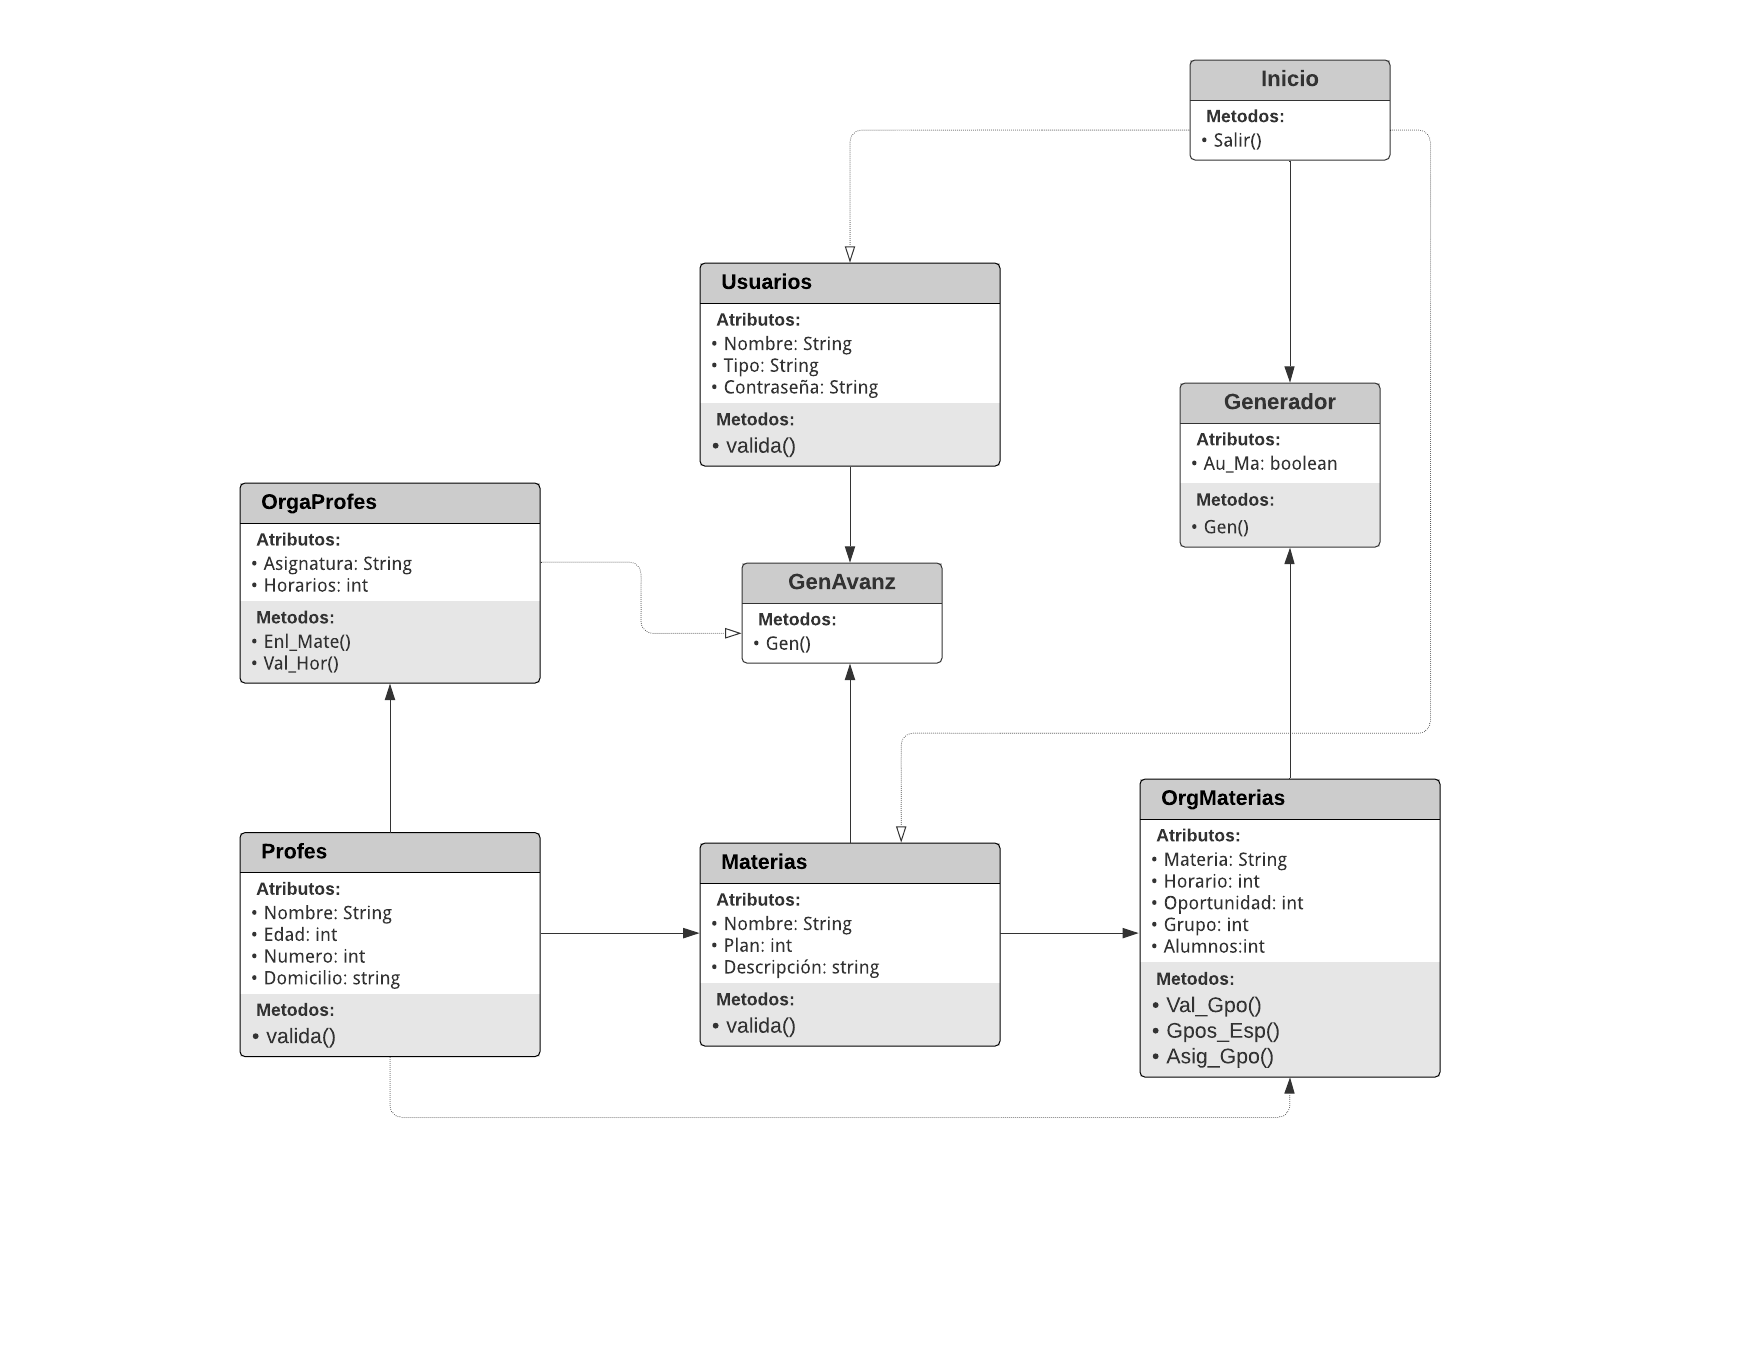 Inicio
Metodos:
• Salir()
Usuarios
Atributos:
• Nombre: String
• Tipo: String
• Contraseña: String
Metodos:
• valida()
Generador
Atributos:
• Au_Ma: boolean
Metodos:
• Gen()
OrgaProfes
Atributos:
• Asignatura: String
• Horarios: int
Metodos:
• Enl_Mate()
• Val_Hor()
GenAvanz
Metodos:
• Gen()
Profes
Atributos:
• Nombre: String
• Edad: int
• Numero: int
• Domicilio: string
Metodos:
• valida()
Materias
Atributos:
• Nombre: String
• Plan: int
• Descripción: string
Metodos:
• valida()
OrgMaterias
Atributos:
• Materia: String
• Horario: int
• Oportunidad: int
• Grupo: int
• Alumnos:int
Metodos:
• Val_Gpo()
• Gpos_Esp()
• Asig_Gpo()